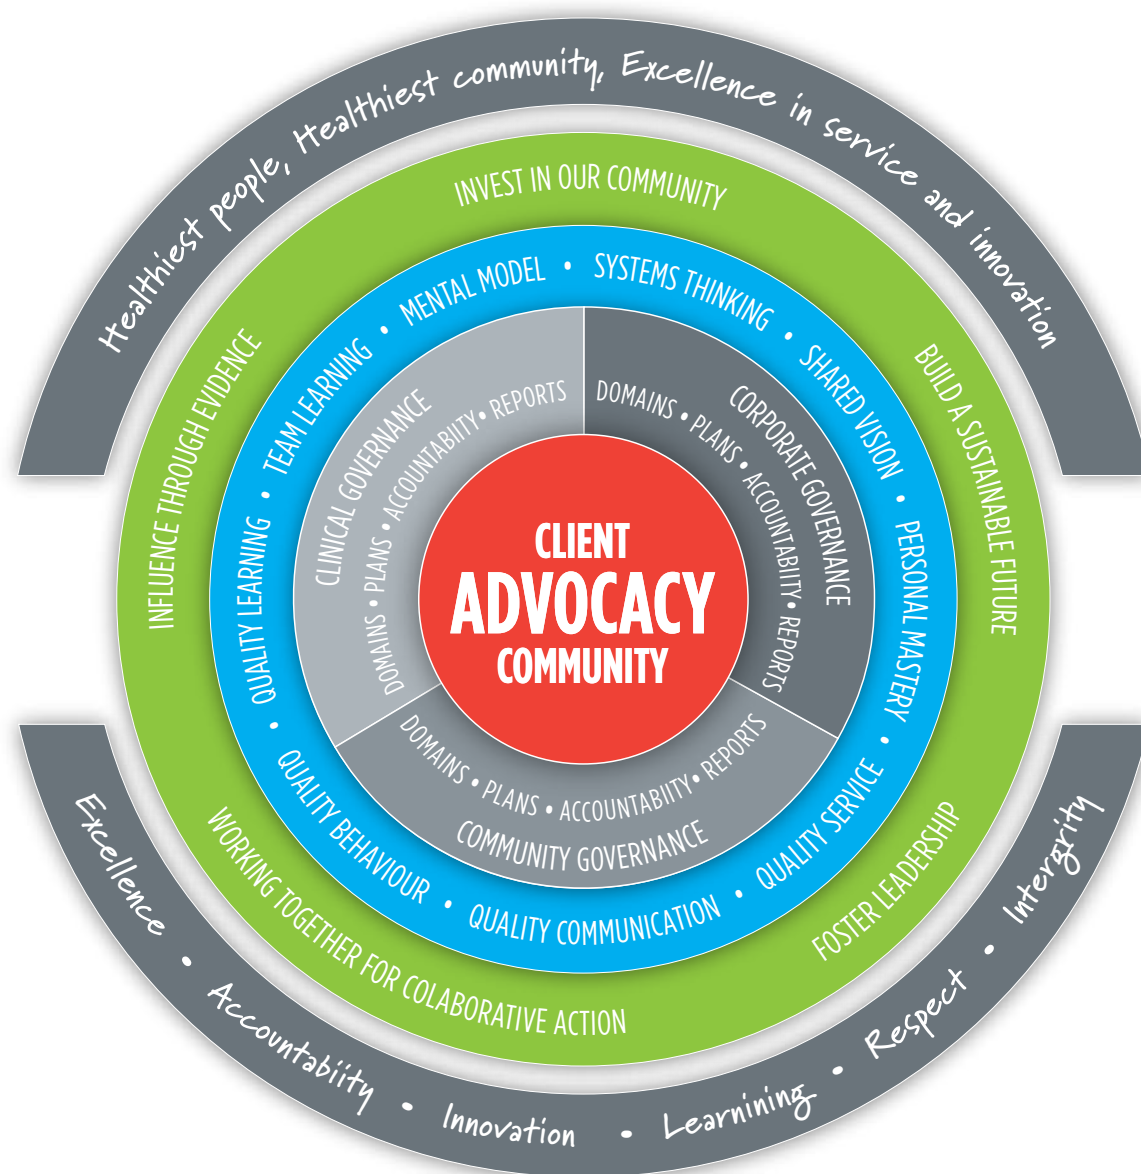 Healthiest people, Healthiest community, Excellence in service and innovation
INVEST IN OUR COMMUNITY
BUILD A SUSTAINABLE FUTURE
FOSTER LEADERSHIP
WORKING TOGETHER FOR COLABORATIVE ACTION
INFLUENCE THROUGH EVIDENCE
MENTAL MODEL • SYSTEMS THINKING • SHARED VISION • PERSONAL MASTERY • QUALITY SERVICE • QUALITY COMMUNICATION • QUALITY BEHAVIOUR • QUALITY LEARNING • TEAM LEARNING •
CLINICAL GOVERNANCE
DOMAINS • PLANS • ACCOUNTABIITY • REPORTS
CORPORATE GOVERNANCE
DOMAINS • PLANS • ACCOUNTABIITY • REPORTS
CLIENT
ADVOCACY
COMMUNITY
DOMAINS • PLANS • ACCOUNTABIITY • REPORTS
COMMUNITY GOVERNANCE
Excellence • Accountabiity • Innovation • Learnining • Respect • Intergrity